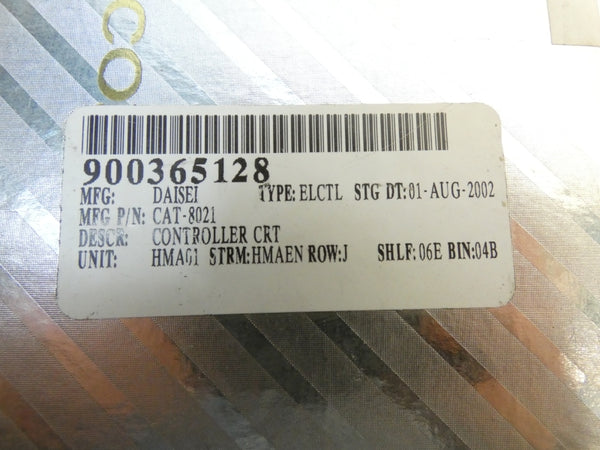 CO
900365128
MFG: DAISEI TYPE: ELCTL STG DT: 01-AUG-2002
MFG P/N: CAT-8021
DESCR: CONTROLLER CRT
UNIT: HMA01 STRM:HMAEN ROW:J SHLF: 06E BIN: 04B